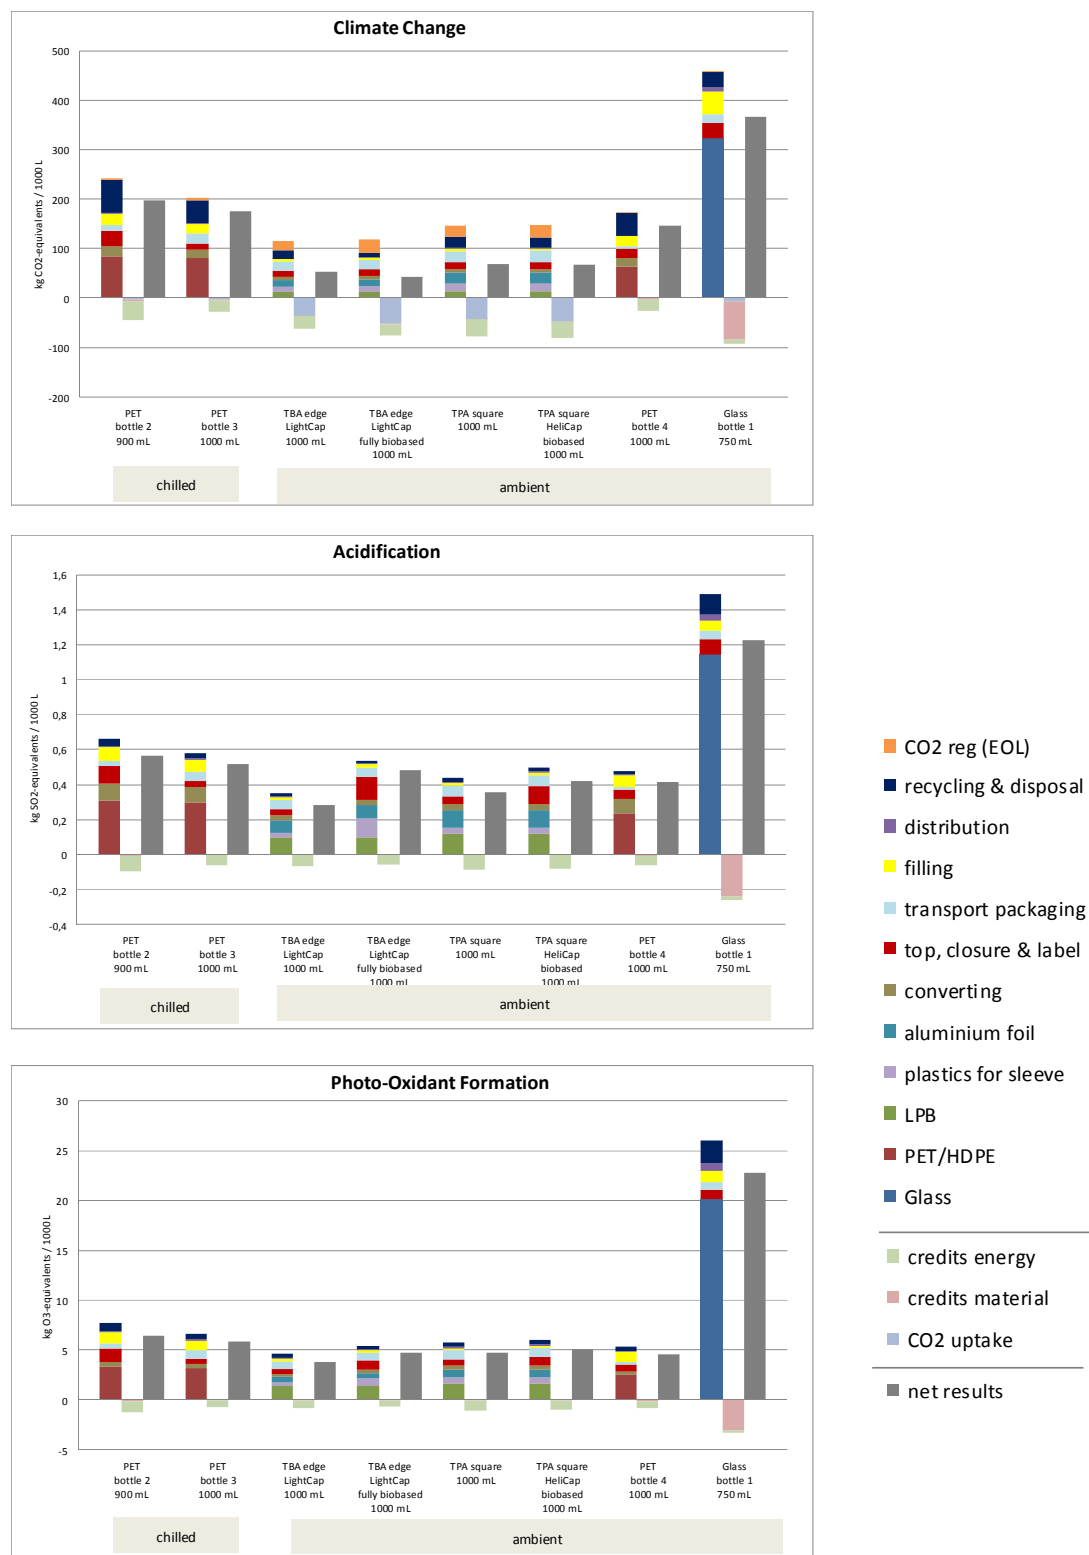 Climate Change
kg CO2-equivalents / 1000 L
500
400
300
200
100
0
-100
-200
PET
bottle 2
900 mL
PET
bottle 3
1000 mL
TBA edge
LightCap
1000 mL
TBA edge
LightCap
fully biobased
1000 mL
TPA square
1000 mL
TPA square
HeliCap
biobased
1000 mL
PET
bottle 4
1000 mL
Glass
bottle 1
750 mL
chilled
ambient
Acidification
kg SO2-equivalents / 1000 L
1,6
1,4
1,2
1
0,8
0,6
0,4
0,2
0
-0,2
-0,4
PET
bottle 2
900 mL
PET
bottle 3
1000 mL
TBA edge
LightCap
1000 mL
TBA edge
LightCap
fully biobased
1000 mL
TPA square
1000 mL
TPA square
HeliCap
biobased
1000 mL
PET
bottle 4
1000 mL
Glass
bottle 1
750 mL
chilled
ambient
Photo-Oxidant Formation
kg O3-equivalents / 1000 L
30
25
20
15
10
5
0
-5
PET
bottle 2
900 mL
PET
bottle 3
1000 mL
TBA edge
LightCap
1000 mL
TBA edge
LightCap
fully biobased
1000 mL
TPA square
1000 mL
TPA square
HeliCap
biobased
1000 mL
PET
bottle 4
1000 mL
Glass
bottle 1
750 mL
chilled
ambient
CO2 reg (EOL)
recycling & disposal
distribution
filling
transport packaging
top, closure & label
converting
aluminium foil
plastics for sleeve
LPB
PET/HDPE
Glass
credits energy
credits material
CO2 uptake
net results